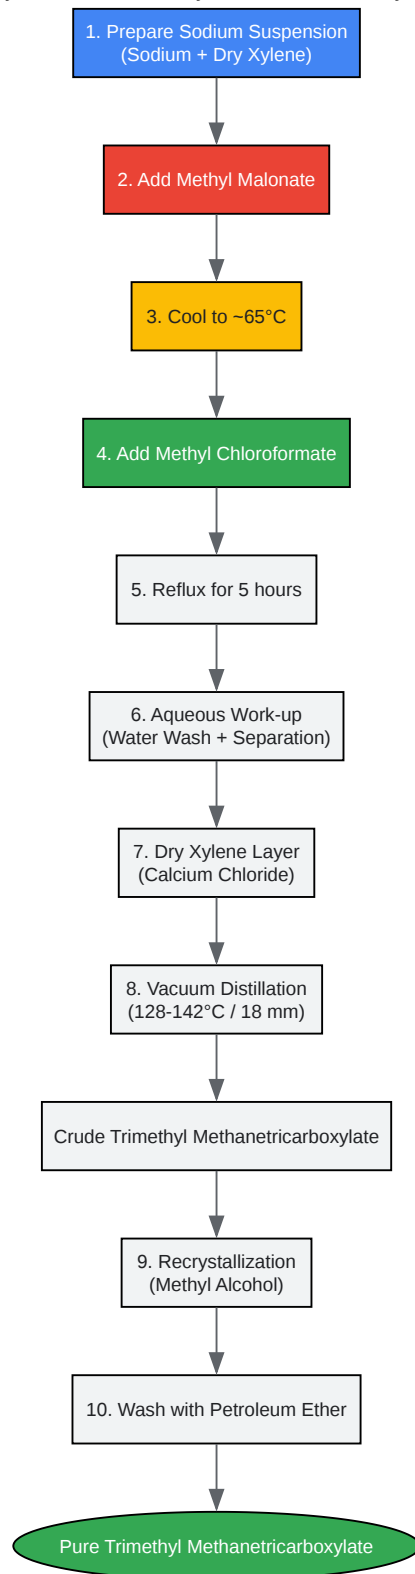 1. Prepare Sodium Suspension
(Sodium + Dry Xylene)
2. Add Methyl Malonate
3. Cool to ~65°C
4. Add Methyl Chloroformate
5. Reflux for 5 hours
6. Aqueous Work-up
(Water Wash + Separation)
7. Dry Xylene Layer
(Calcium Chloride)
8. Vacuum Distillation
(128-142°C / 18 mm)
Crude Trimethyl Methanetricarboxylate
9. Recrystallization
(Methyl Alcohol)
10. Wash with Petroleum Ether
Pure Trimethyl Methanetricarboxylate